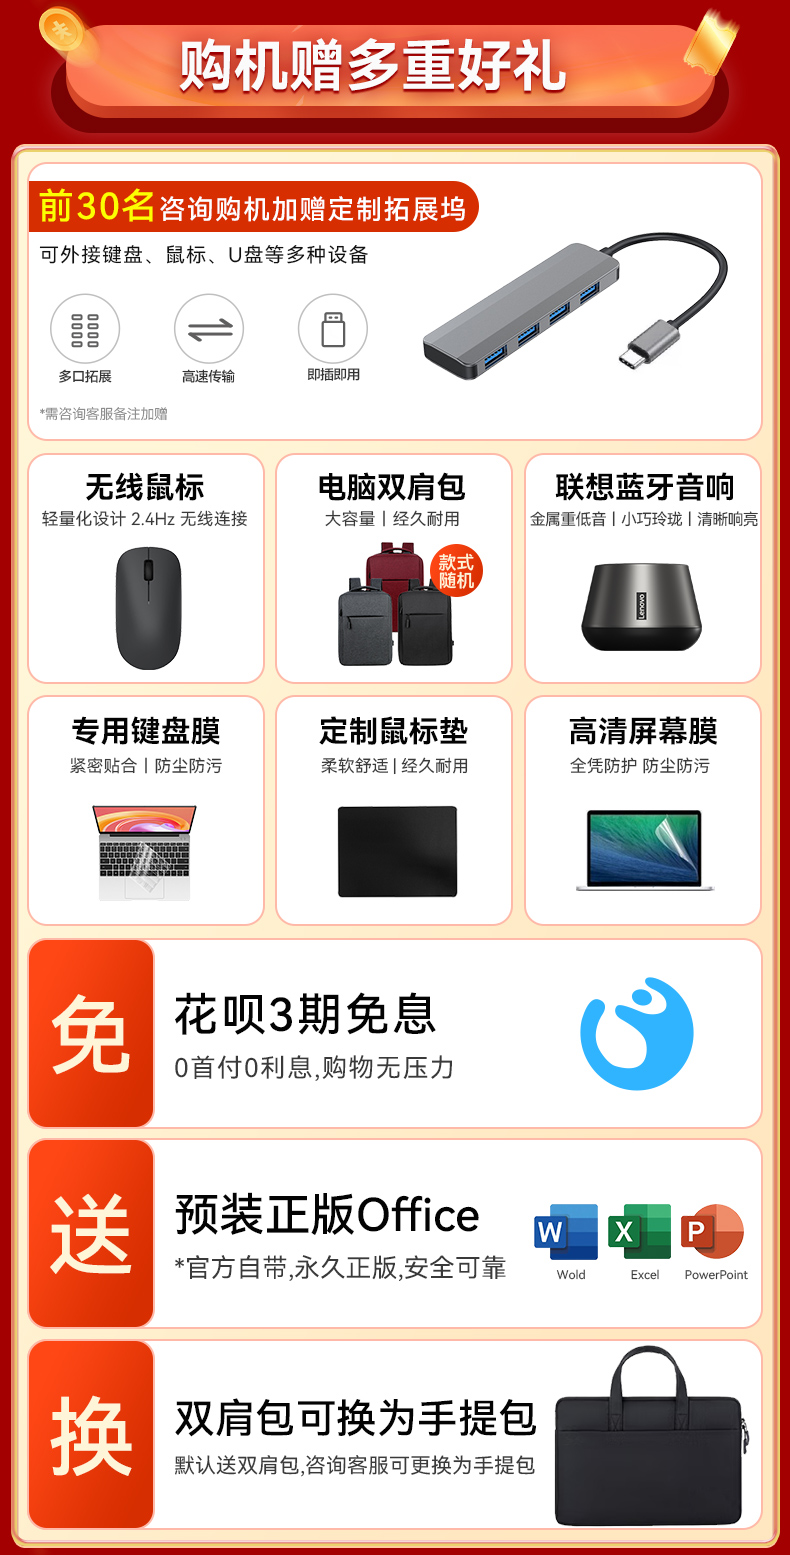 购机赠多重好礼
前30名咨询购机加赠定制拓展坞
可外接键盘、鼠标、U盘等多种设备
多口拓展
高速传输
即插即用
*需咨询客服备注加赠
无线鼠标
轻量化设计 2.4Hz 无线连接
电脑双肩包
大容量丨经久耐用
款式
随机
联想蓝牙音响
金属重低音丨小巧玲珑丨清晰响亮
Lenovo
专用键盘膜
紧密贴合丨防尘防污
定制鼠标垫
柔软舒适|经久耐用
高清屏幕膜
全凭防护 防尘防污
免
花呗3期免息
0首付0利息,购物无压力
送
预装正版Office
*官方自带,永久正版,安全可靠
W
X
P
Wold
Excel
PowerPoint
换
双肩包可换为手提包
默认送双肩包,咨询客服可更换为手提包